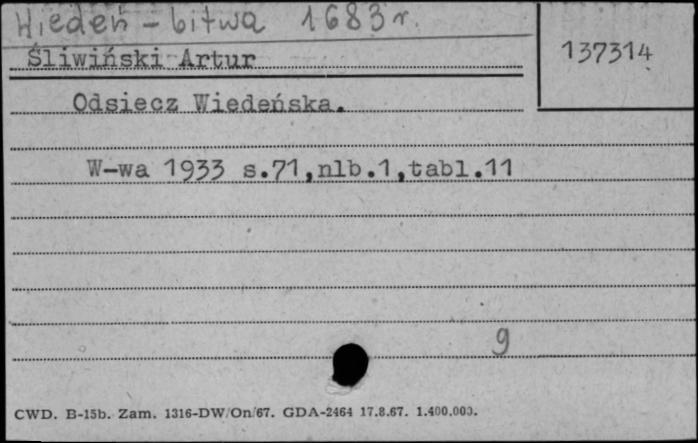 Wiedeń - bitwa 1683 r.
Śliwiński Artur
137314
Odsiecz Wiedeńska.
W-wa 1933 s.71,nlb.1,tabl.11
9
CWD. B-15b. Zam. 1316-DW/On/67. GDA-2464 17.8.67. 1.400.000.